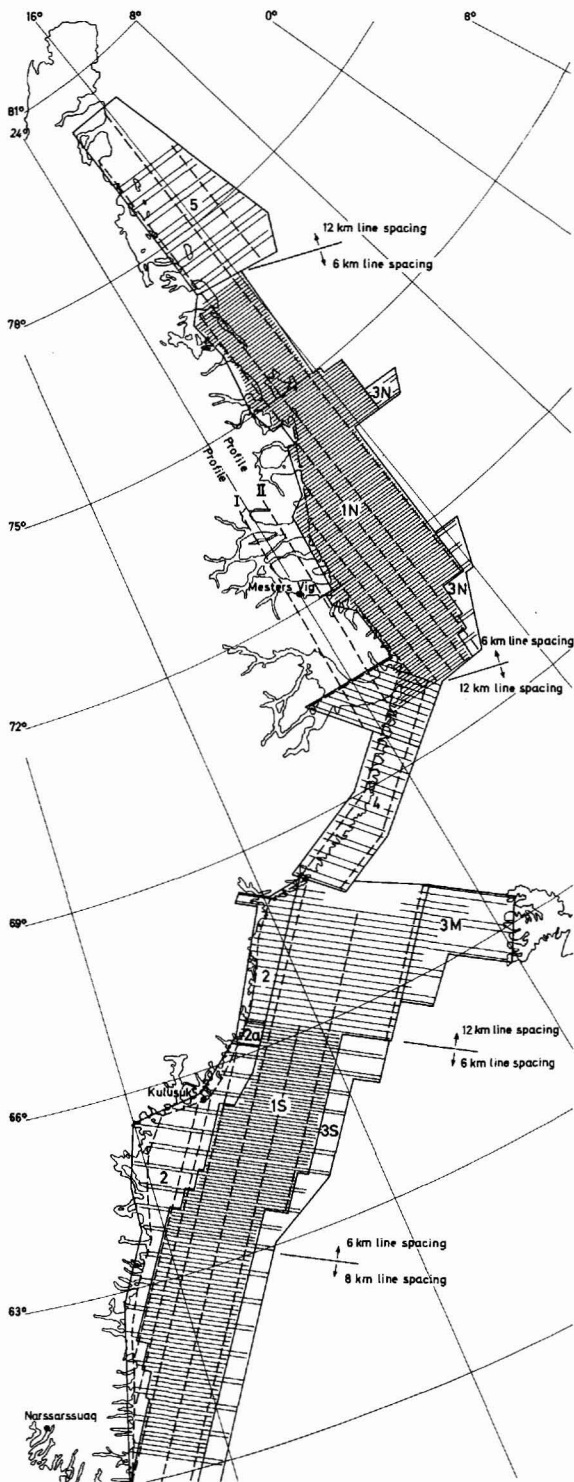 16°
8°
0°
8°
81°
24°
5
12 km line spacing
6 km line spacing
78°
3N
Profile
Profile
II
I
1N
75°
Mesters Vig
3N
6 km line spacing
12 km line spacing
72°
4
69°
3M
2
2a
12 km line spacing
6 km line spacing
Kulusuk
1S
66°
3S
2
6 km line spacing
8 km line spacing
63°
Narssarssuaq